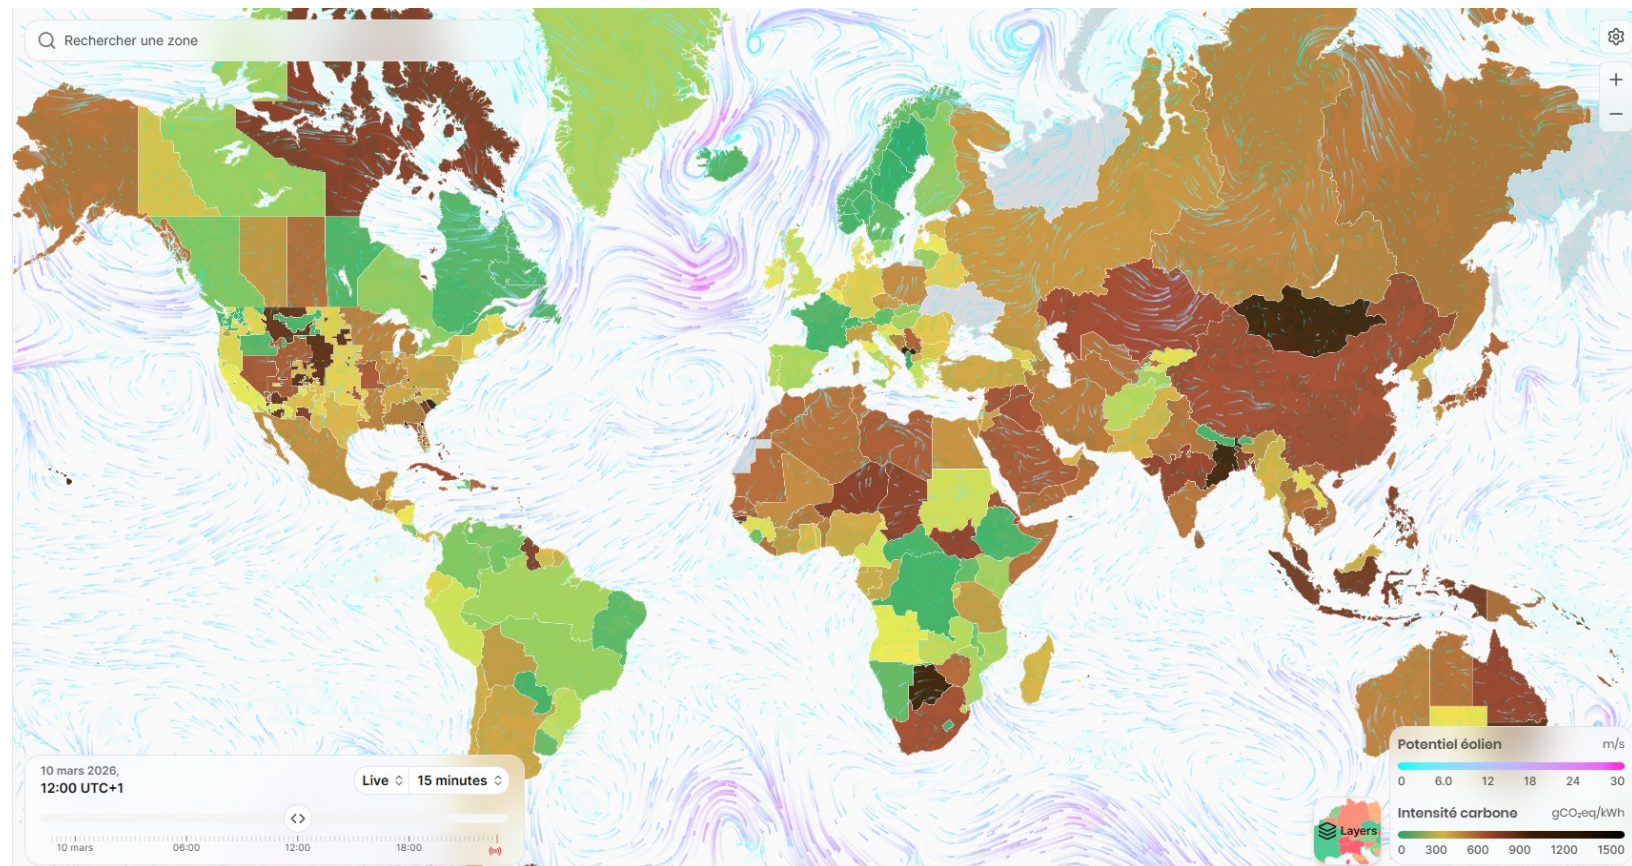 Rechercher une zone
10 mars 2026,
12:00 UTC+1
Live
15 minutes
10 mars 06:00 12:00 18:00
Layers
Potentiel éolien m/s
0 6.0 12 18 24 30
Intensité carbone gCO₂eq/kWh
0 300 600 900 1200 1500